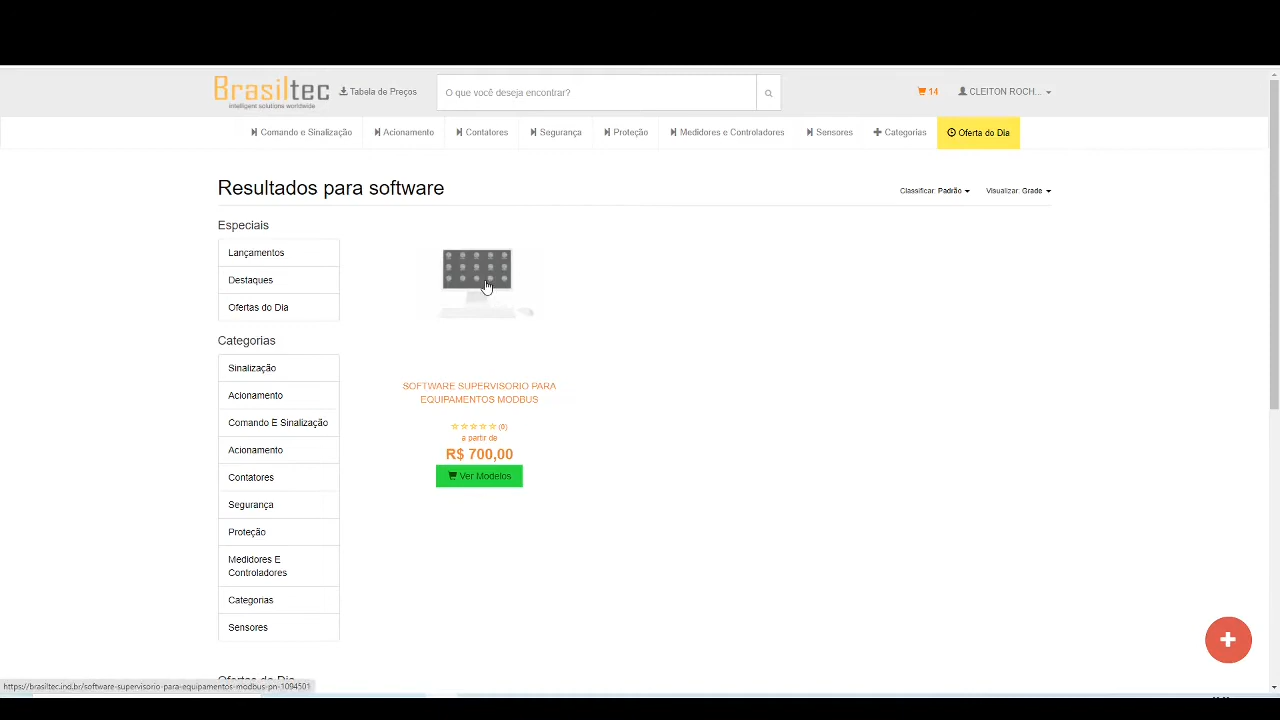 Brasiltec
intelligent solutions worldwide
Tabela de Preços
O que você deseja encontrar?
14
CLEITON ROCH...
Comando e Sinalização
Acionamento
Contatores
Segurança
Proteção
Medidores e Controladores
Sensores
Categorias
Oferta do Dia
Resultados para software
Classificar: Padrão
Visualizar: Grade
Especiais
Lançamentos
Destaques
Ofertas do Dia
Categorias
Sinalização
Acionamento
Comando E Sinalização
Acionamento
Contatores
Segurança
Proteção
Medidores E
Controladores
Categorias
Sensores
SOFTWARE SUPERVISORIO PARA
EQUIPAMENTOS MODBUS
(0)
a partir de
R$ 700,00
Ver Modelos
Ofertas do Dia
https://brasiltec.ind.br/software-supervisorio-para-equipamentos-modbus-pn-1094501